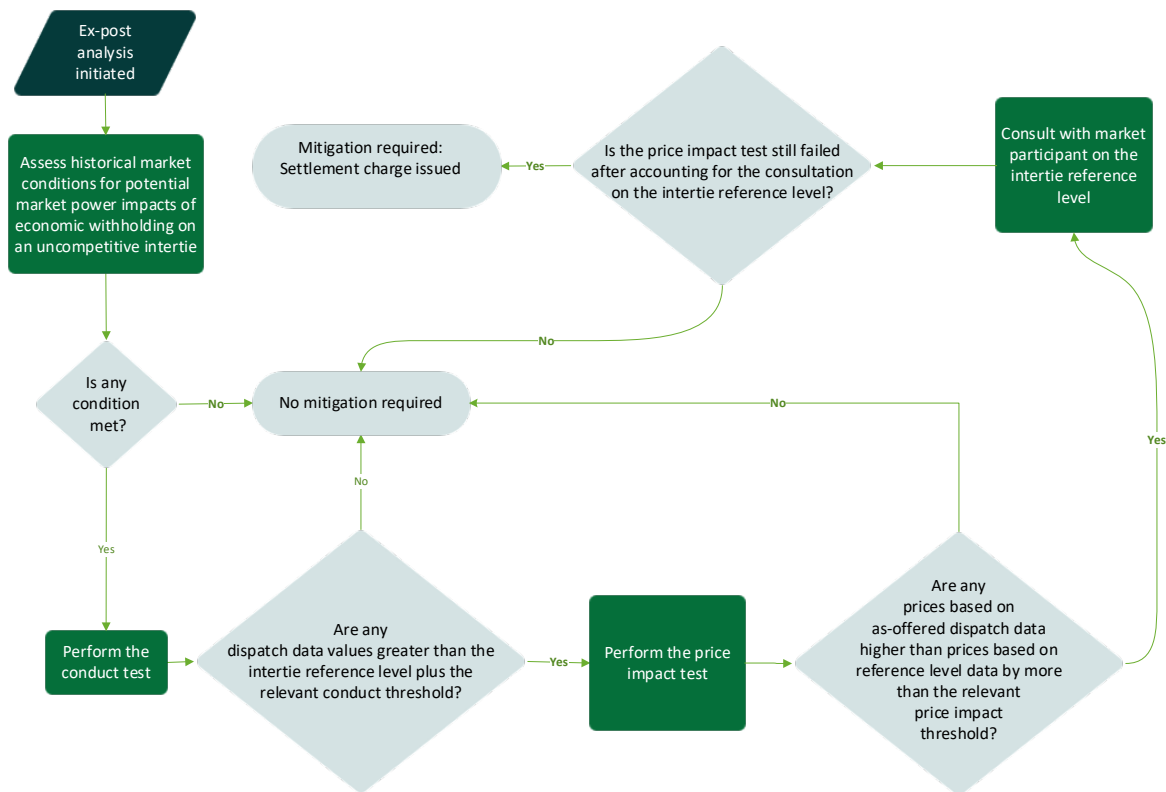 Ex-post
analysis
initiated
Assess historical market
conditions for potential
market power impacts of
economic withholding on
an uncompetitive intertie
Is any
condition
met?
No
Yes
Perform the
conduct test
Are any
dispatch data values greater than the
intertie reference level plus the
relevant conduct threshold?
No
Yes
Perform the price
impact test
Are any
prices based on
as-offered dispatch data
higher than prices based on
reference level data by more
than the relevant
price impact
threshold?
No
Yes
Consult with market
participant on the
intertie reference
level
Is the price impact test still failed
after accounting for the consultation
on the intertie reference level?
No
Yes
Mitigation required:
Settlement charge issued
No mitigation required